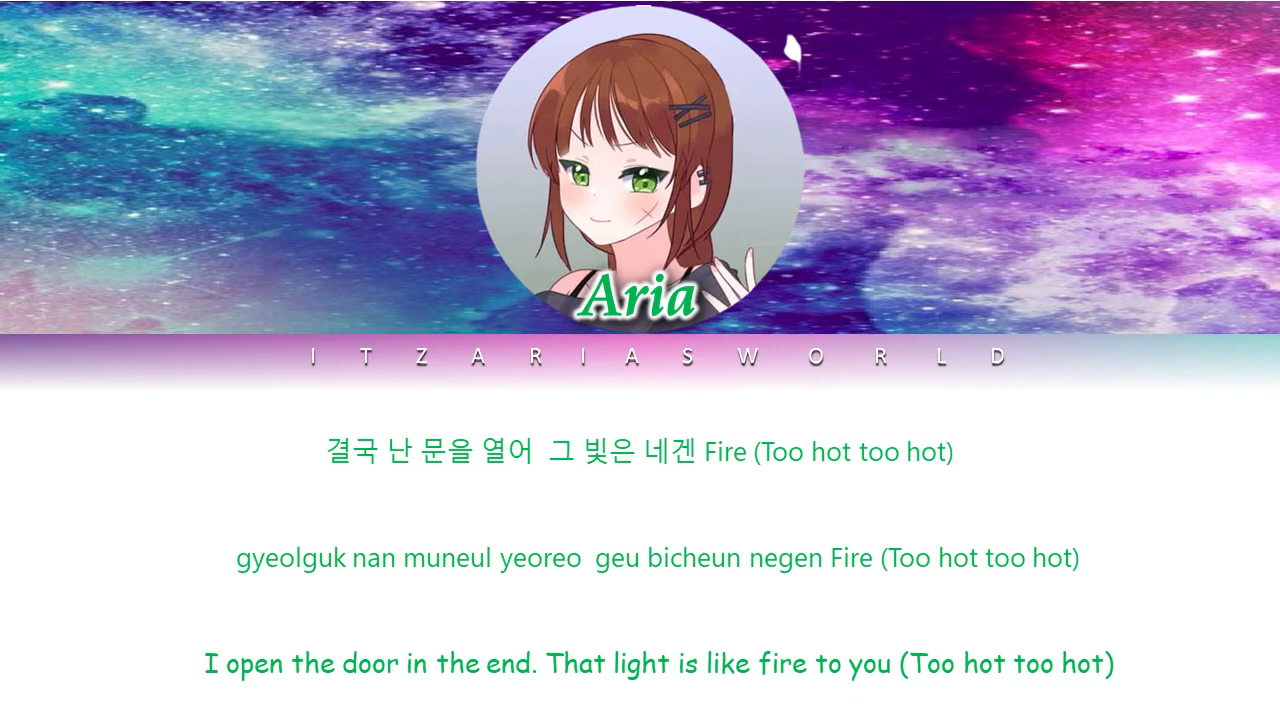 Aria
I T Z A R I A S W O R L D
결국 난 문을 열어 그 빛은 네겐 Fire (Too hot too hot)
gyeolguk nan muneul yeoreo geu bicheun negen Fire (Too hot too hot)
I open the door in the end. That light is like fire to you (Too hot too hot)